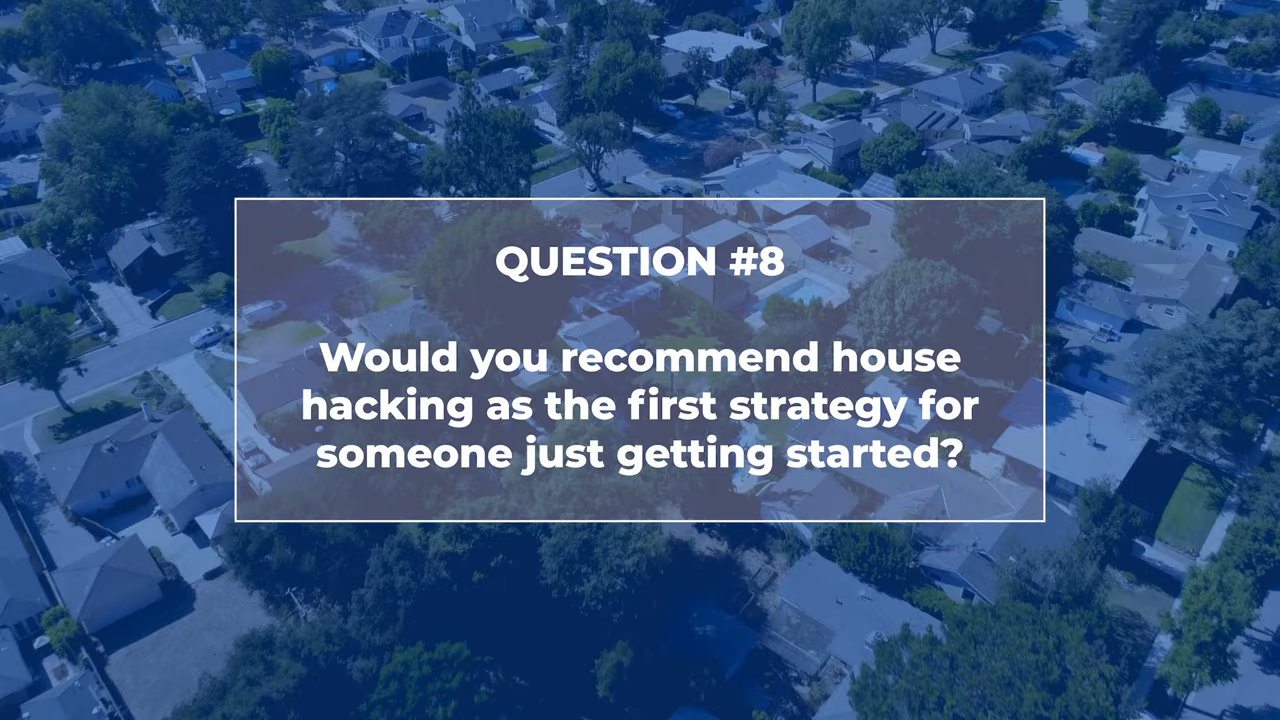 QUESTION #8
Would you recommend house
hacking as the first strategy for
someone just getting started?